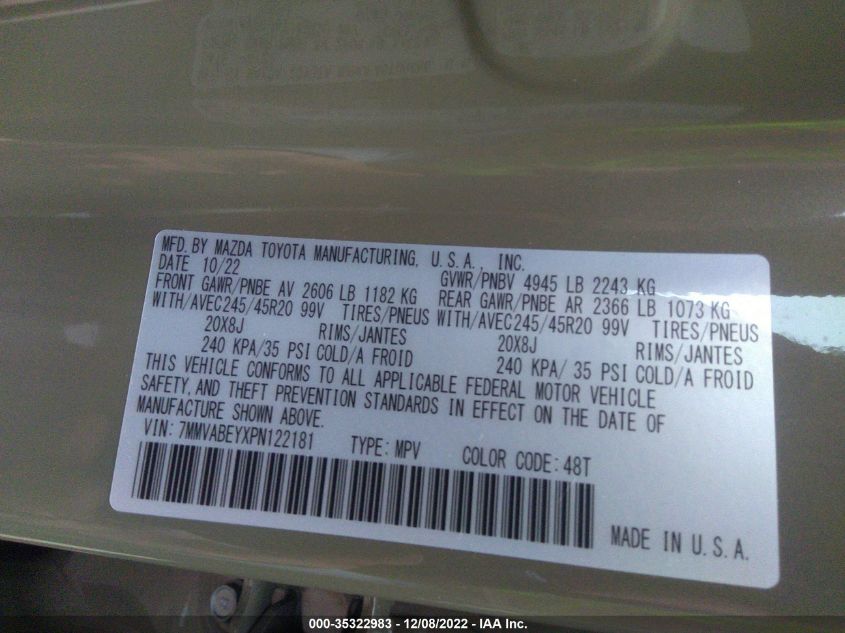 MFD. BY MAZDA TOYOTA MANUFACTURING, U.S.A., INC.
DATE 10/22 GVWR/PNBV 4945 LB 2243 KG
FRONT GAWR/PNBE AV 2606 LB 1182 KG REAR GAWR/PNBE AR 2366 LB 1073 KG
WITH/AVEC245/45R20 99V TIRES/PNEUS WITH/AVEC245/45R20 99V TIRES/PNEUS
20X8J RIMS/JANTES 20X8J RIMS/JANTES
240 KPA/35 PSI COLD/A FROID 240 KPA/ 35 PSI COLD/A FROID
THIS VEHICLE CONFORMS TO ALL APPLICABLE FEDERAL MOTOR VEHICLE
SAFETY, AND THEFT PREVENTION STANDARDS IN EFFECT ON THE DATE OF
MANUFACTURE SHOWN ABOVE.
VIN: 7MMVABEYXPN122181 TYPE: MPV COLOR CODE: 48T
MADE IN U.S.A.
000-35322983 - 12/08/2022 - IAA Inc.